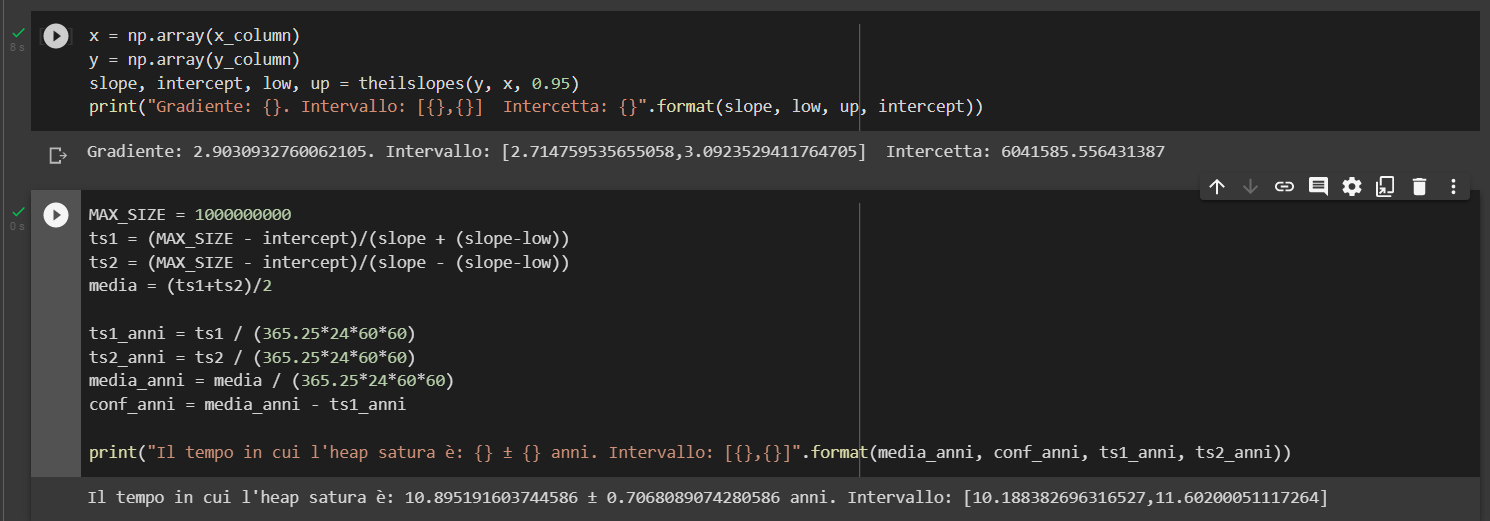 8 s
x = np.array(x_column)
y = np.array(y_column)
slope, intercept, low, up = theilslopes(y, x, 0.95)
print("Gradiente: {}. Intervallo: [{},{}]  Intercetta: {}".format(slope, low, up, intercept))
Gradiente: 2.9030932760062105. Intervallo: [2.714759535655058,3.0923529411764705]  Intercetta: 6041585.556431387
0 s
MAX_SIZE = 1000000000
ts1 = (MAX_SIZE - intercept)/(slope + (slope-low))
ts2 = (MAX_SIZE - intercept)/(slope - (slope-low))
media = (ts1+ts2)/2
ts1_anni = ts1 / (365.25*24*60*60)
ts2_anni = ts2 / (365.25*24*60*60)
media_anni = media / (365.25*24*60*60)
conf_anni = media_anni - ts1_anni
print("Il tempo in cui l'heap satura è: {} ± {} anni. Intervallo: [{},{}]".format(media_anni, conf_anni, ts1_anni, ts2_anni))
Il tempo in cui l'heap satura è: 10.895191603744586 ± 0.7068089074280586 anni. Intervallo: [10.188382696316527,11.60200051117264]